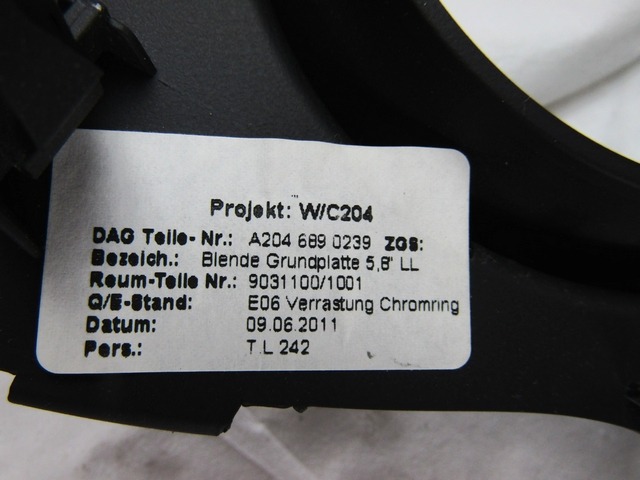 Projekt: W/C204
DAG Teile-Nr.: A204 689 0239 ZGS:
Bezeich.: Blende Grundplatte 5,8" LL
Reum-Teile Nr.: 9031100/1001
Q/E-Stand: E06 Verrastung Chromring
Datum: 09.06.2011
Pers.: T.L 242